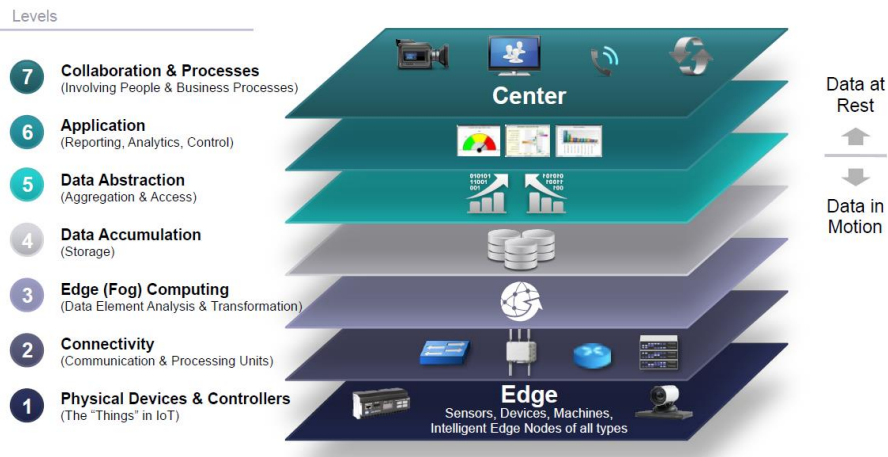 Levels
7
Collaboration & Processes
(Involving People & Business Processes)
6
Application
(Reporting, Analytics, Control)
5
Data Abstraction
(Aggregation & Access)
4
Data Accumulation
(Storage)
3
Edge (Fog) Computing
(Data Element Analysis & Transformation)
2
Connectivity
(Communication & Processing Units)
1
Physical Devices & Controllers
(The “Things” in IoT)
Center
010101
11001
001
Edge
Sensors, Devices, Machines,
Intelligent Edge Nodes of all types
Data at
Rest
Data in
Motion